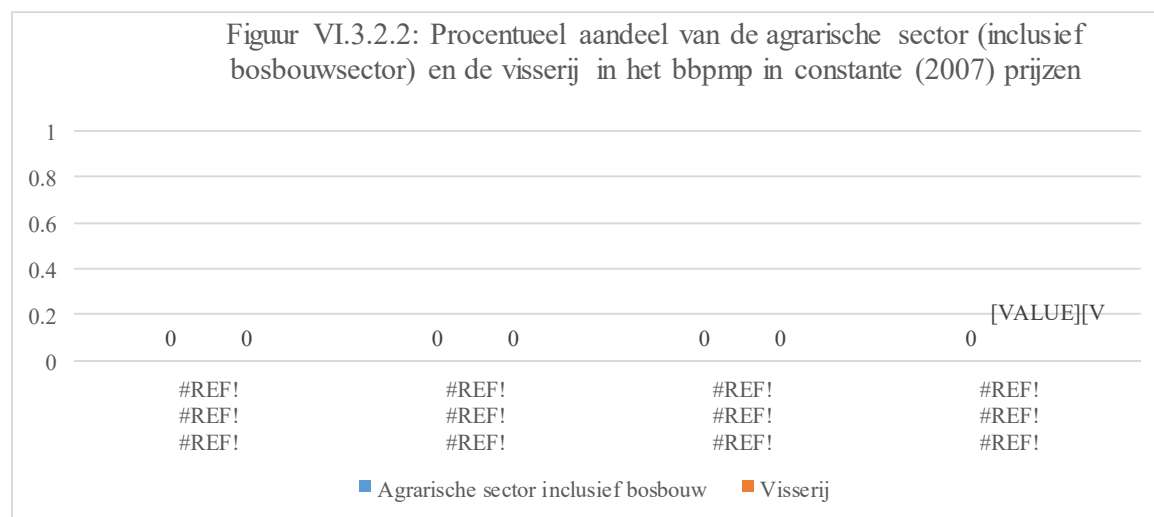 Figuur VI.3.2.2: Procentueel aandeel van de agrarische sector (inclusief
bosbouwsector) en de visserij in het bbpmp in constante (2007) prijzen
1
0.8
0.6
0.4
0.2
0
0 0 0 0 0 0 0 [VALUE][V
#REF! #REF! #REF! #REF!
#REF! #REF! #REF! #REF!
#REF! #REF! #REF! #REF!
Agrarische sector inclusief bosbouw Visserij